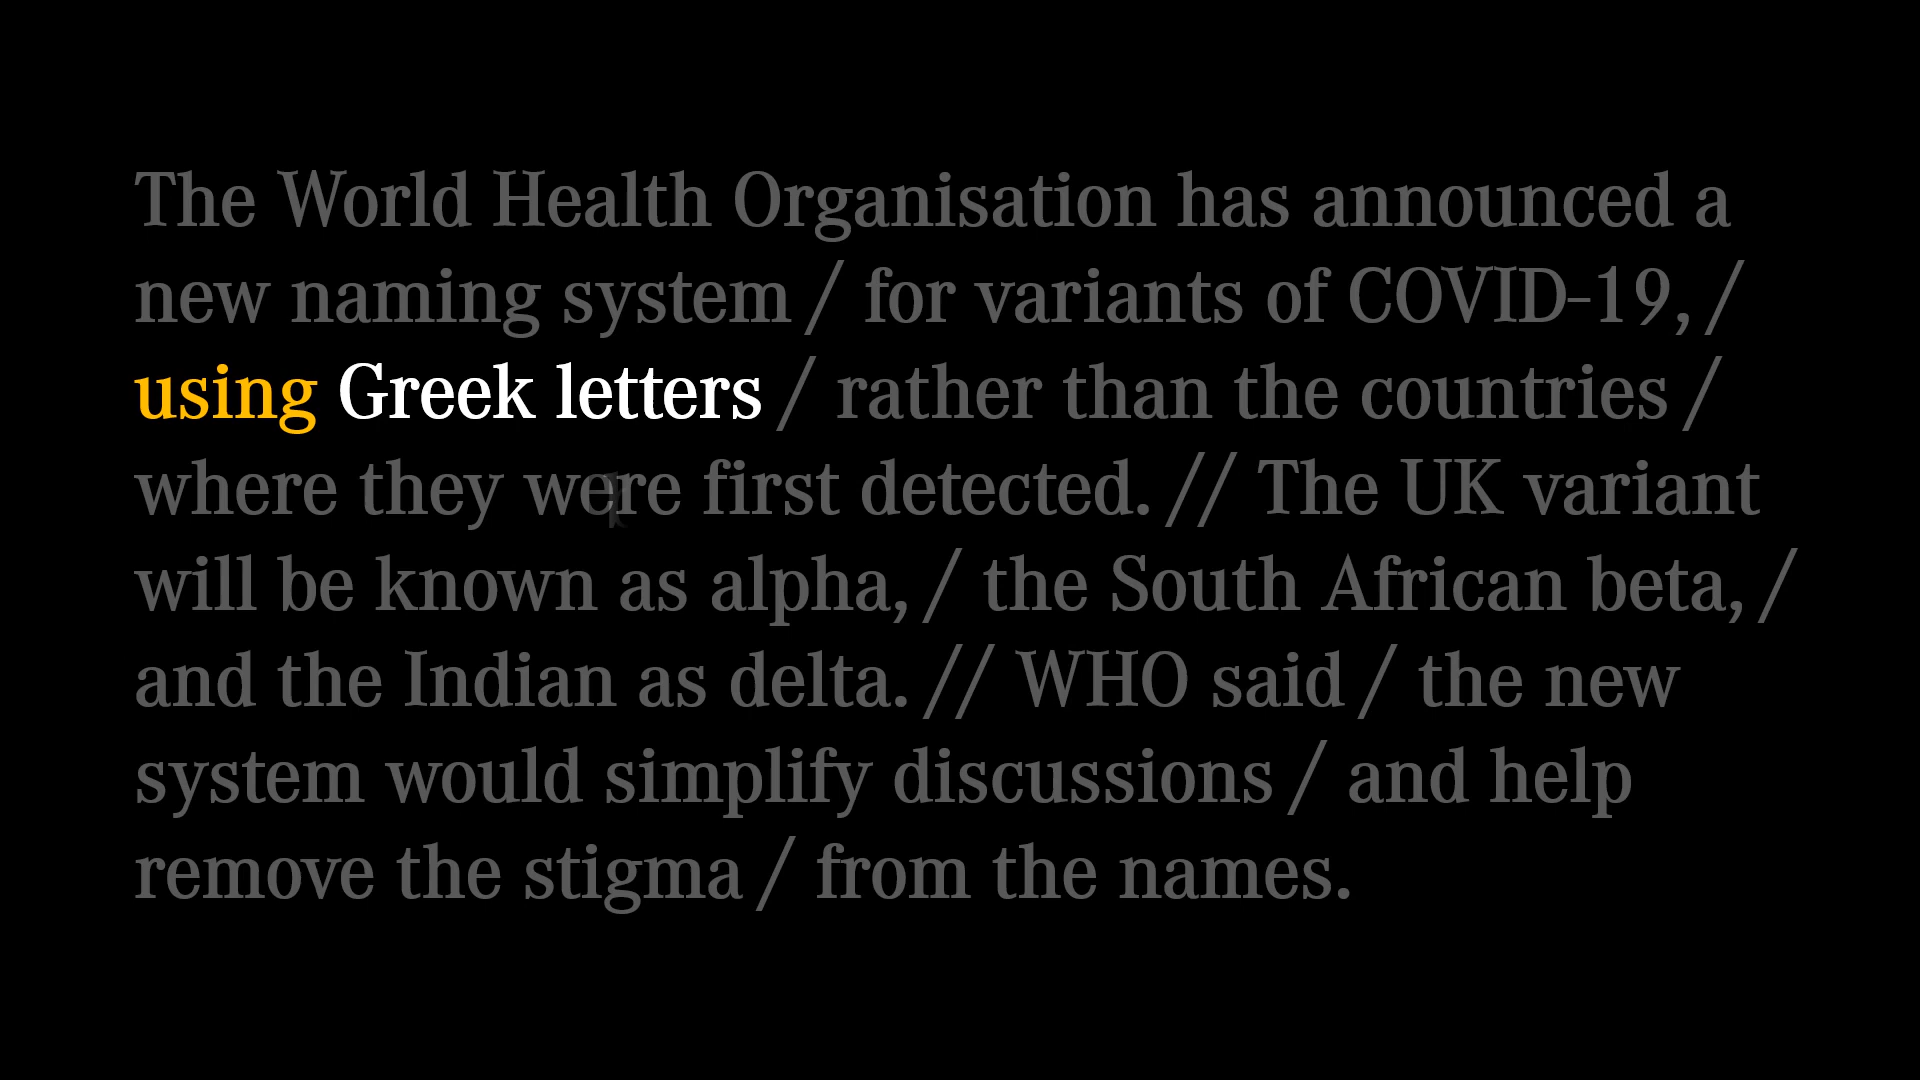 The World Health Organisation has announced a
new naming system / for variants of COVID-19, /
using Greek letters / rather than the countries /
where they were first detected. // The UK variant
will be known as alpha, / the South African beta, /
and the Indian as delta. // WHO said / the new
system would simplify discussions / and help
remove the stigma / from the names.